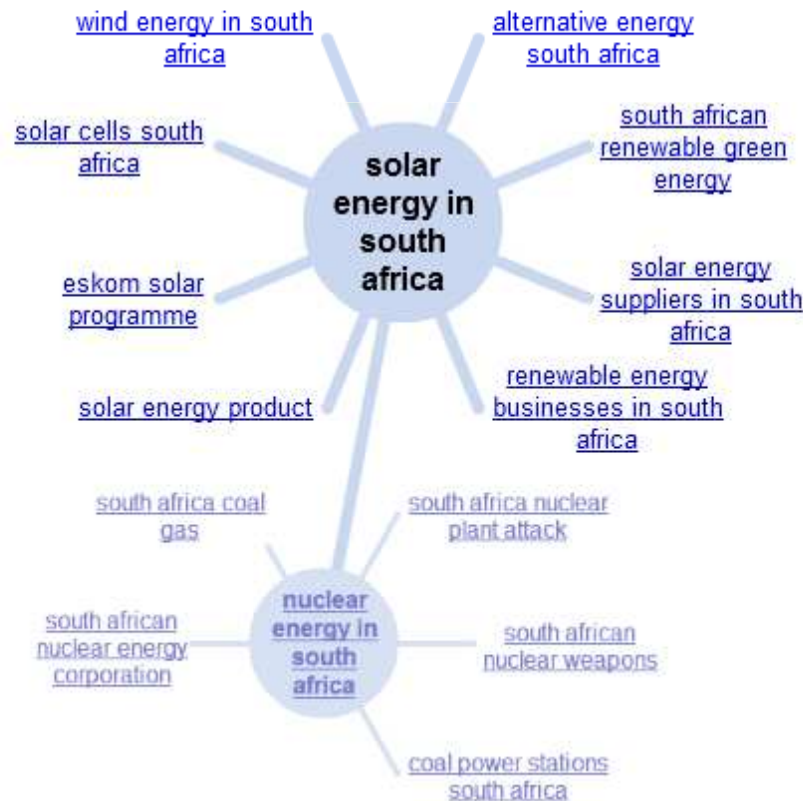 wind energy in south
africa
alternative energy
south africa
solar cells south
africa
south african
renewable green
energy
solar
energy in
south
africa
eskom solar
programme
solar energy
suppliers in south
africa
solar energy product
renewable energy
businesses in south
africa
south africa coal
gas
south africa nuclear
plant attack
nuclear
energy in
south
africa
south african
nuclear energy
corporation
south african
nuclear weapons
coal power stations
south africa